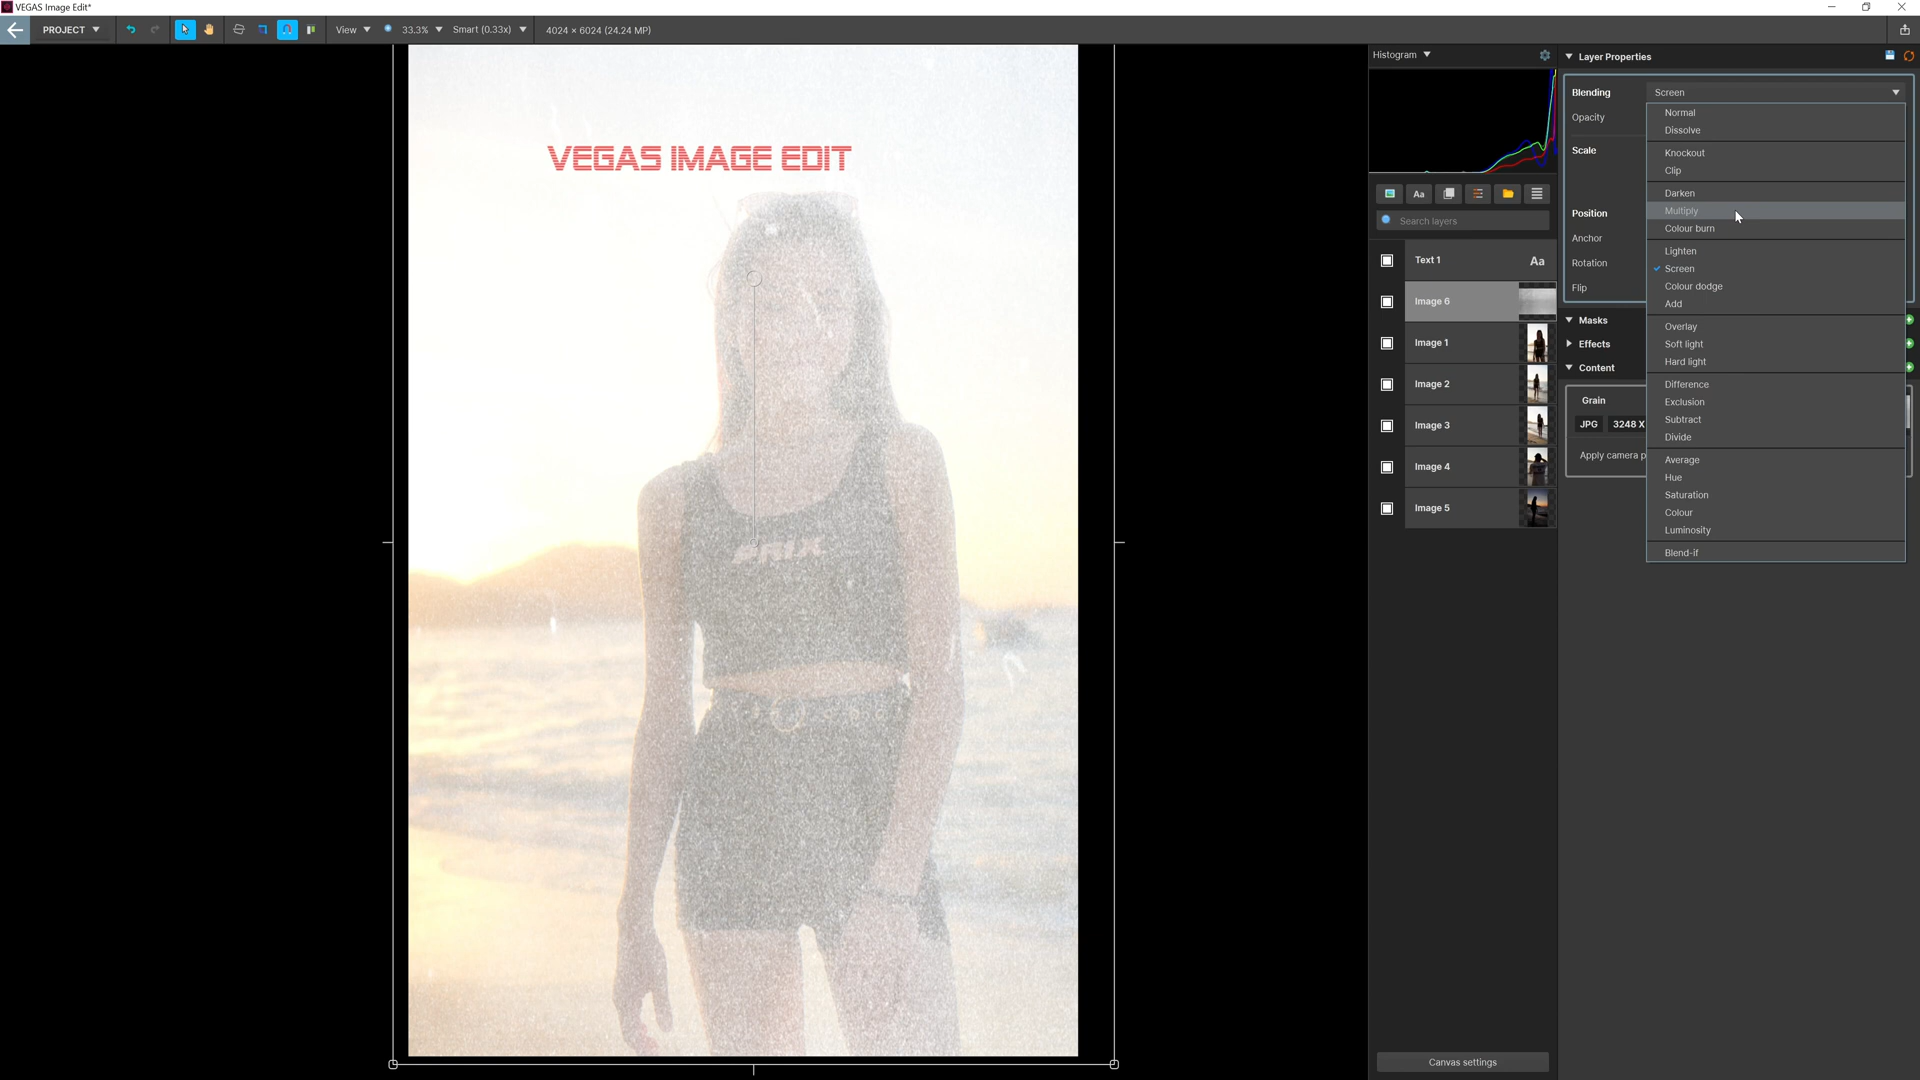 VEGAS Image Edit*
PROJECT
View
33.3%
Smart (0.33x)
4024 × 6024 (24.24 MP)
VEGAS IMAGE EDIT
Histogram
Aa
Search layers
Text 1
Aa
Image 6
Image 1
Image 2
Image 3
Image 4
Image 5
Canvas settings
Layer Properties
Blending
Screen
Opacity
Scale
Position
Anchor
Rotation
Flip
Normal
Dissolve
Knockout
Clip
Darken
Multiply
Colour burn
Lighten
Screen
Colour dodge
Add
Overlay
Soft light
Hard light
Difference
Exclusion
Subtract
Divide
Average
Hue
Saturation
Colour
Luminosity
Blend-if
Masks
Effects
Content
Grain
JPG
3248 X
Apply camera p